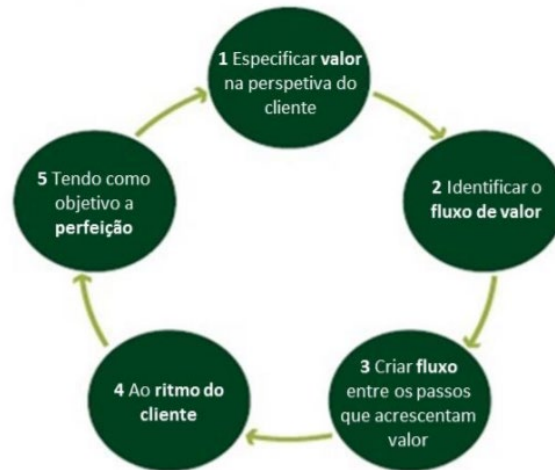 1 Especificar valor
na perspetiva do
cliente
2 Identificar o
fluxo de valor
3 Criar fluxo
entre os passos
que acrescentam
valor
4 Ao ritmo do
cliente
5 Tendo como
objetivo a
perfeição